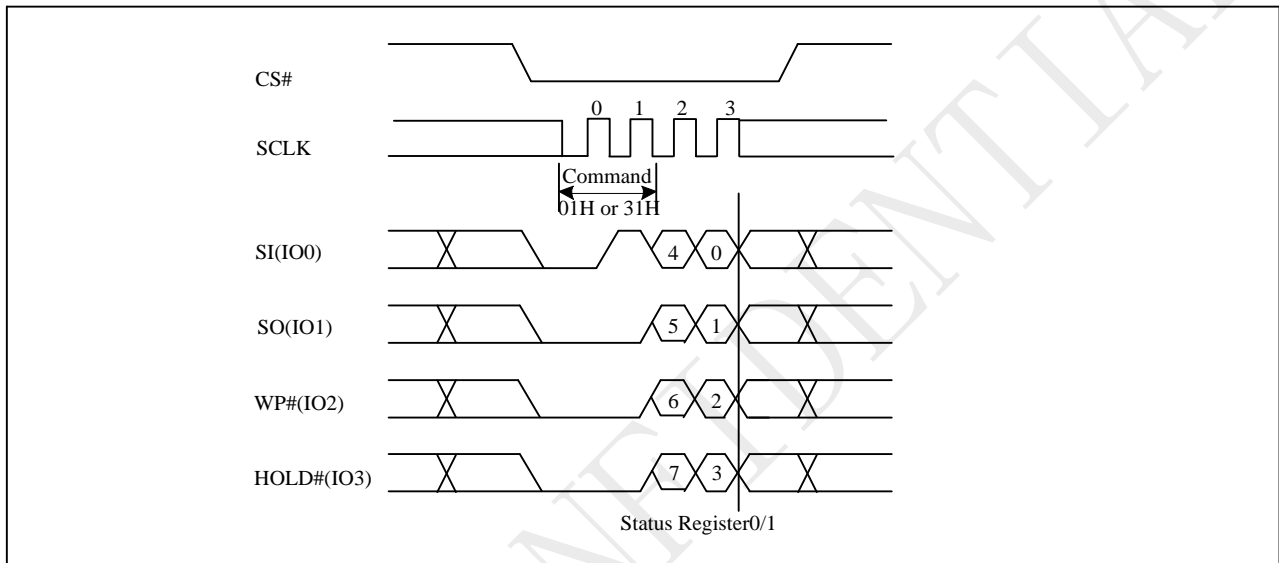 CS#
0 1 2 3
SCLK
Command
01H or 31H
SI(IO0) 4 0
SO(IO1) 5 1
WP#(IO2) 6 2
HOLD#(IO3) 7 3
Status Register0/1
NFIDENTIA